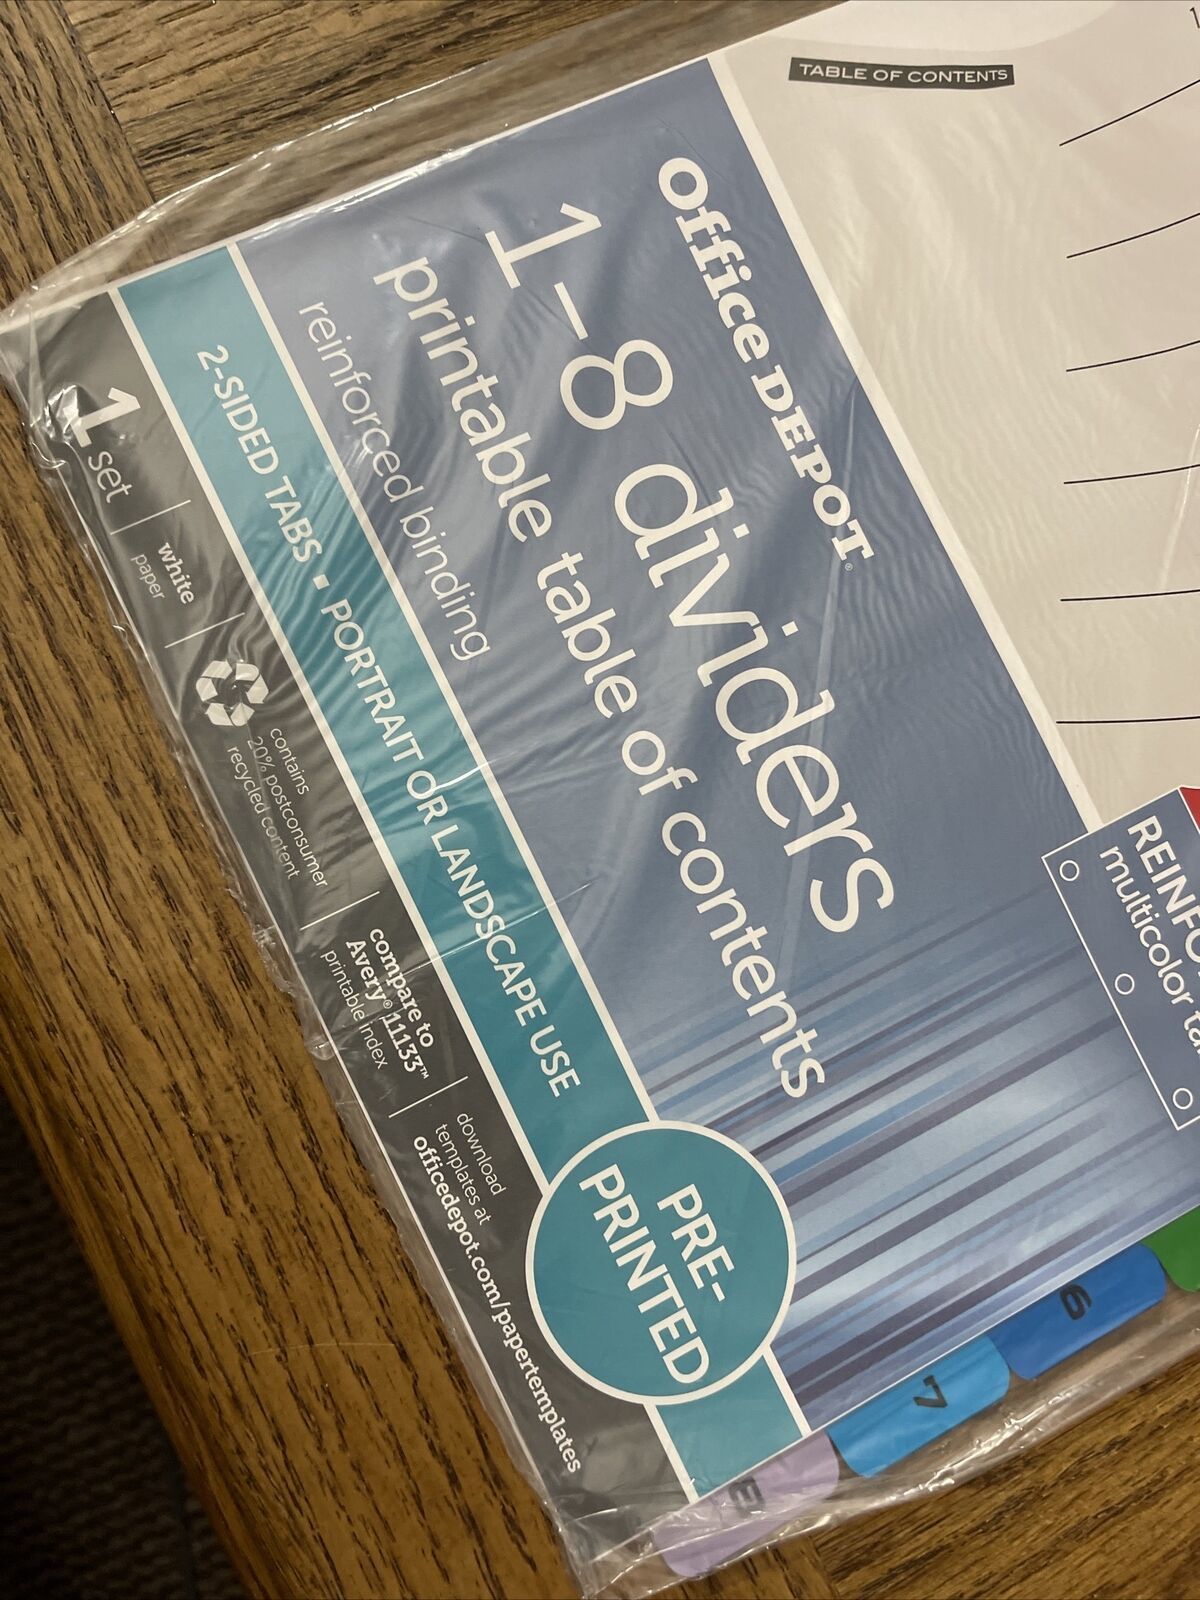 TABLE OF CONTENTS
Office DEPOT®
1-8 dividers
printable table of contents
reinforced binding
2-SIDED TABS ▪ PORTRAIT OR LANDSCAPE USE
PRE-
PRINTED
1 set
white
paper
contains
20% postconsumer
recycled content
compare to
Avery® 11133™
printable index
download
templates at
officedepot.com/papertemplates
multicolor
6
7
8